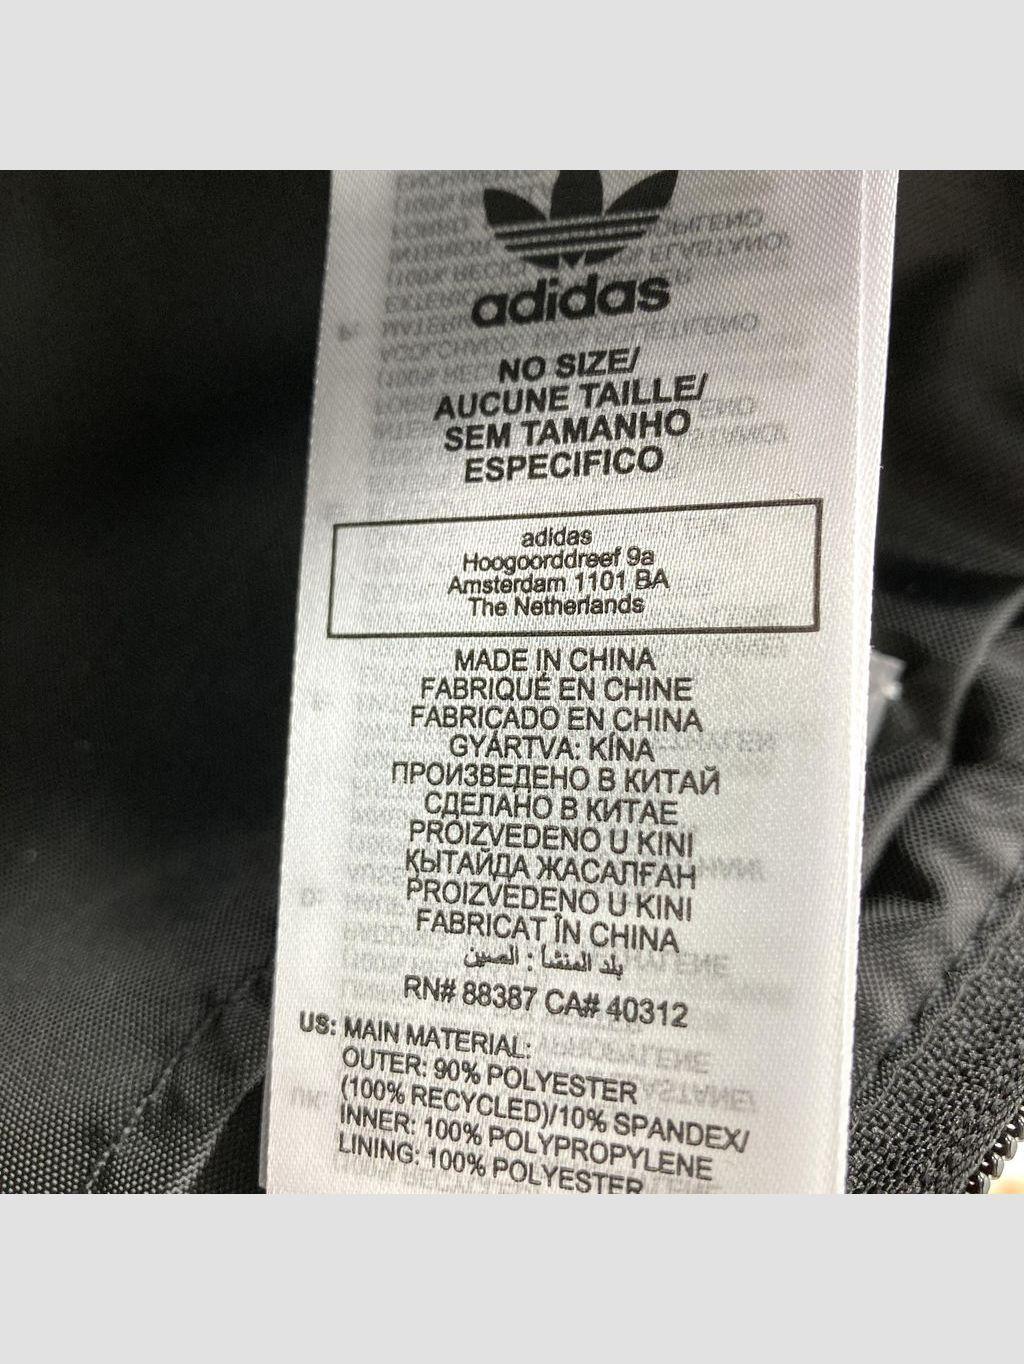 adidas
NO SIZE/
AUCUNE TAILLE/
SEM TAMANHO
ESPECIFICO
adidas
Hoogoorddreef 9a
Amsterdam 1101 BA
The Netherlands
MADE IN CHINA
FABRIQUÉ EN CHINE
FABRICADO EN CHINA
GYÁRTVA: KÍNA
ПРОИЗВЕДЕНО В КИТАЙ
СДЕЛАНО В КИТАЕ
PROIZVEDENO U KINI
ҚЫТАЙДА ЖАСАЛҒАН
PROIZVEDENO U KINI
FABRICAT ÎN CHINA
بلد المنشأ : الصين
RN# 88387 CA# 40312
US: MAIN MATERIAL:
OUTER: 90% POLYESTER
(100% RECYCLED)/10% SPANDEX/
INNER: 100% POLYPROPYLENE
LINING: 100% POLYESTER